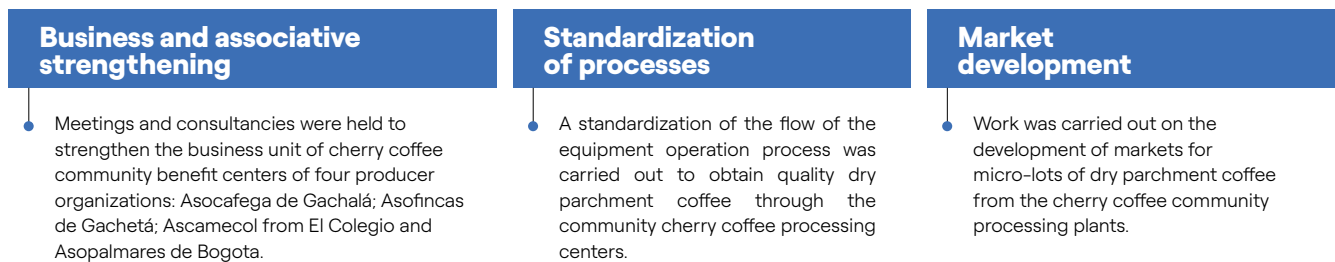 Business and associative
strengthening
Meetings and consultancies were held to
strengthen the business unit of cherry coffee
community benefit centers of four producer
organizations: Asocafega de Gachalá; Asofincas
de Gachetá; Ascamecol from El Colegio and
Asopalmares de Bogota.
Standardization
of processes
A standardization of the flow of the
equipment operation process was
carried out to obtain quality dry
parchment coffee through the
community cherry coffee processing
centers.
Market
development
Work was carried out on the
development of markets for
micro-lots of dry parchment coffee
from the cherry coffee community
processing plants.